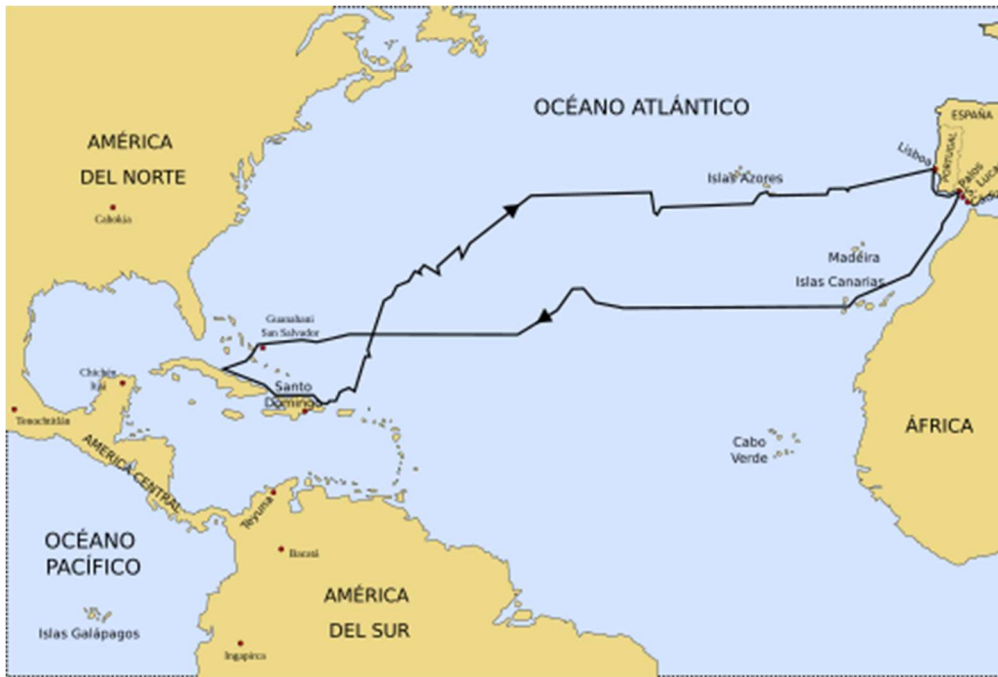 OCÉANO ATLÁNTICO
ESPAÑA
PORTUGAL
AMÉRICA
DEL NORTE
Lisboa
Palos
S. Luca
Islas Azores
Cahokia
Madeira
Islas Canarias
Guanahani
San Salvador
Chichén
Itzá
Santo
Domingo
Tenochtitlán
AMÉRICA CENTRAL
ÁFRICA
Cabo
Verde
Teyuna
OCÉANO
PACÍFICO
Bacatá
AMÉRICA
DEL SUR
Islas Galápagos
Ingapirca